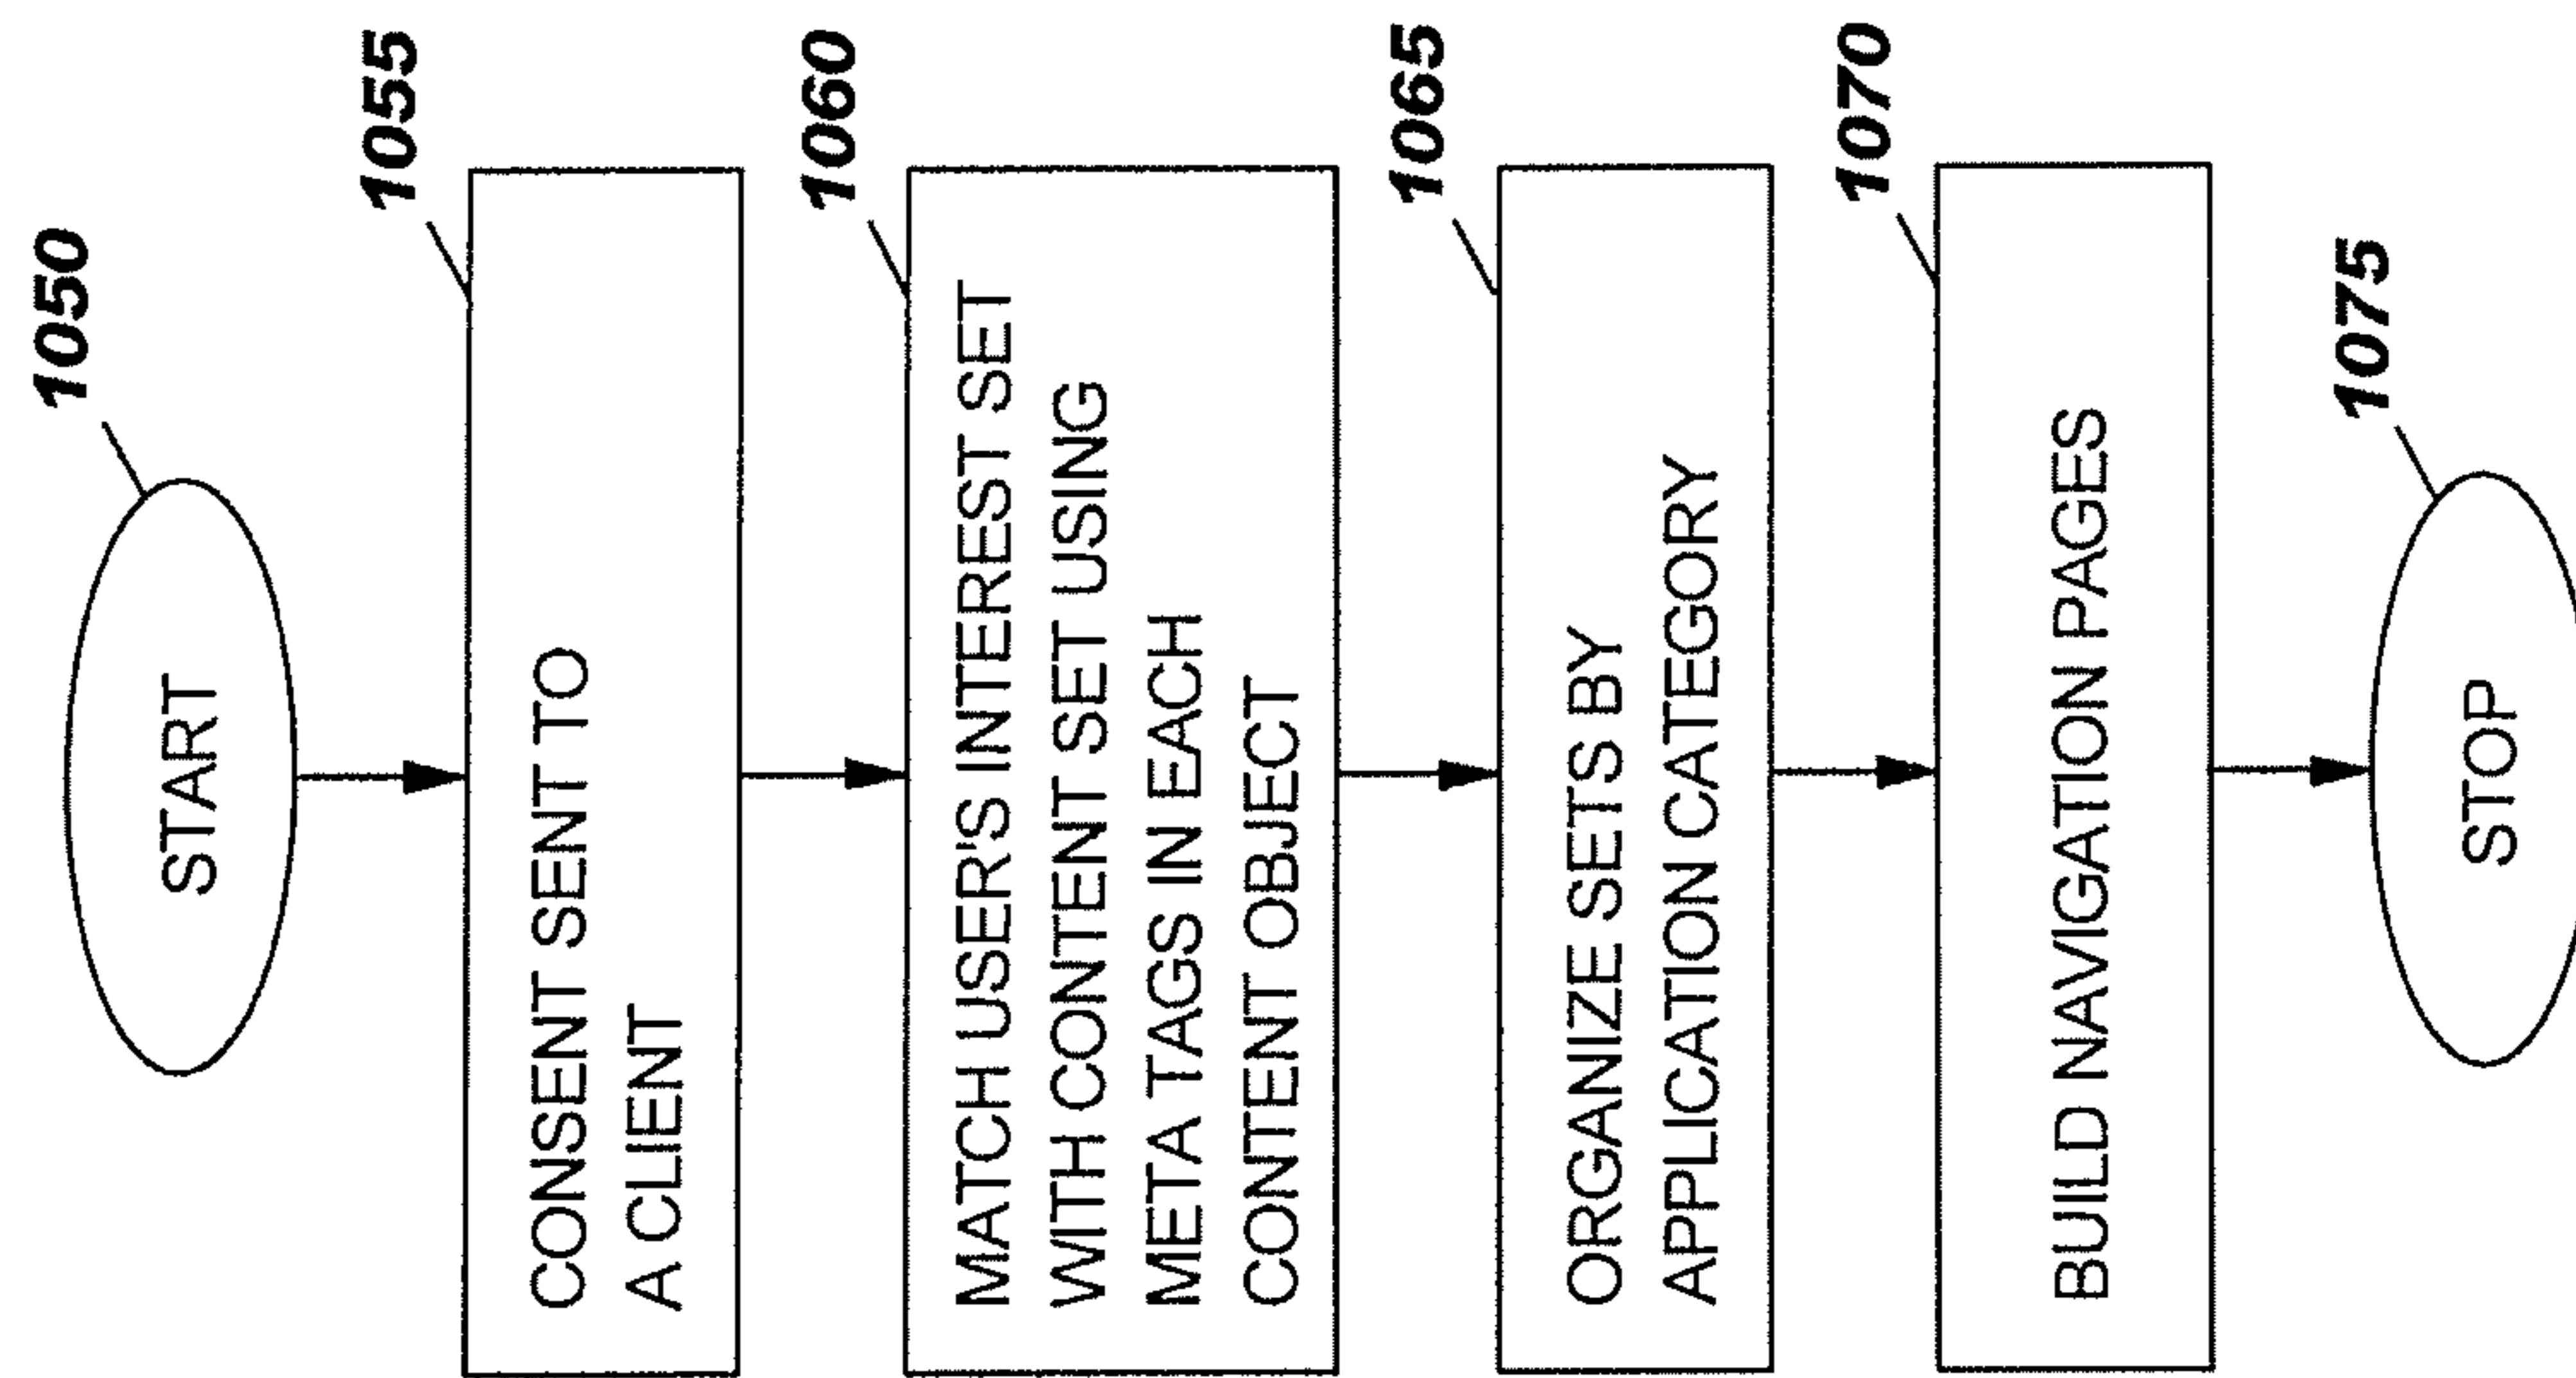 1050
START
1055
CONSENT SENT TO
A CLIENT
1060
MATCH USER'S INTEREST SET
WITH CONTENT SET USING
META TAGS IN EACH
CONTENT OBJECT
1065
ORGANIZE SETS BY
APPLICATION CATEGORY
1070
BUILD NAVIGATION PAGES
1075
STOP